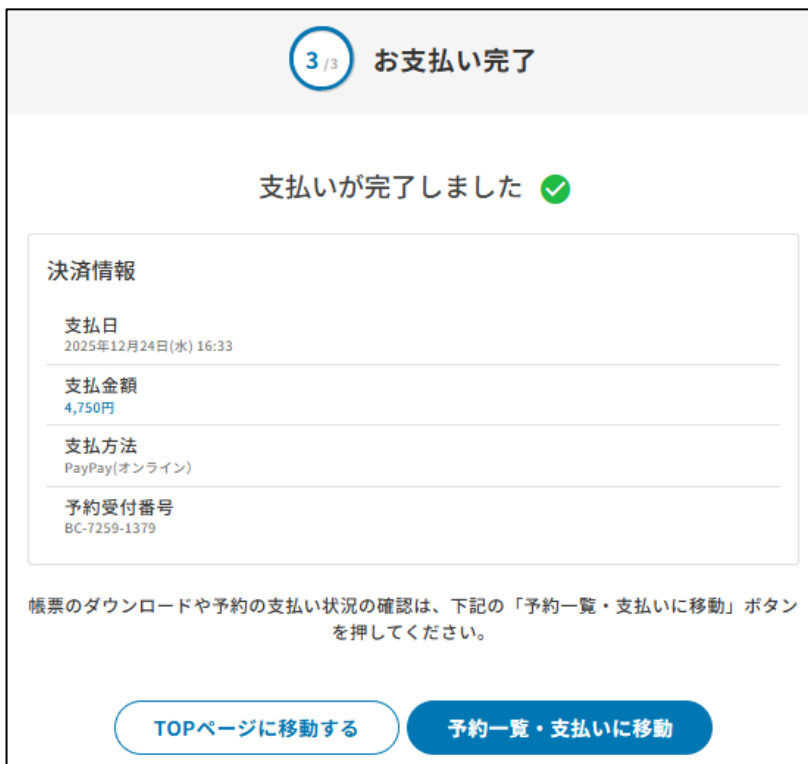 3 /3 お支払い完了
支払いが完了しました
決済情報
支払日
2025年12月24日(水) 16:33
支払金額
4,750円
支払方法
PayPay(オンライン)
予約受付番号
BC-7259-1379
帳票のダウンロードや予約の支払い状況の確認は、下記の「予約一覧・支払いに移動」ボタン
を押してください。
TOPページに移動する 予約一覧・支払いに移動